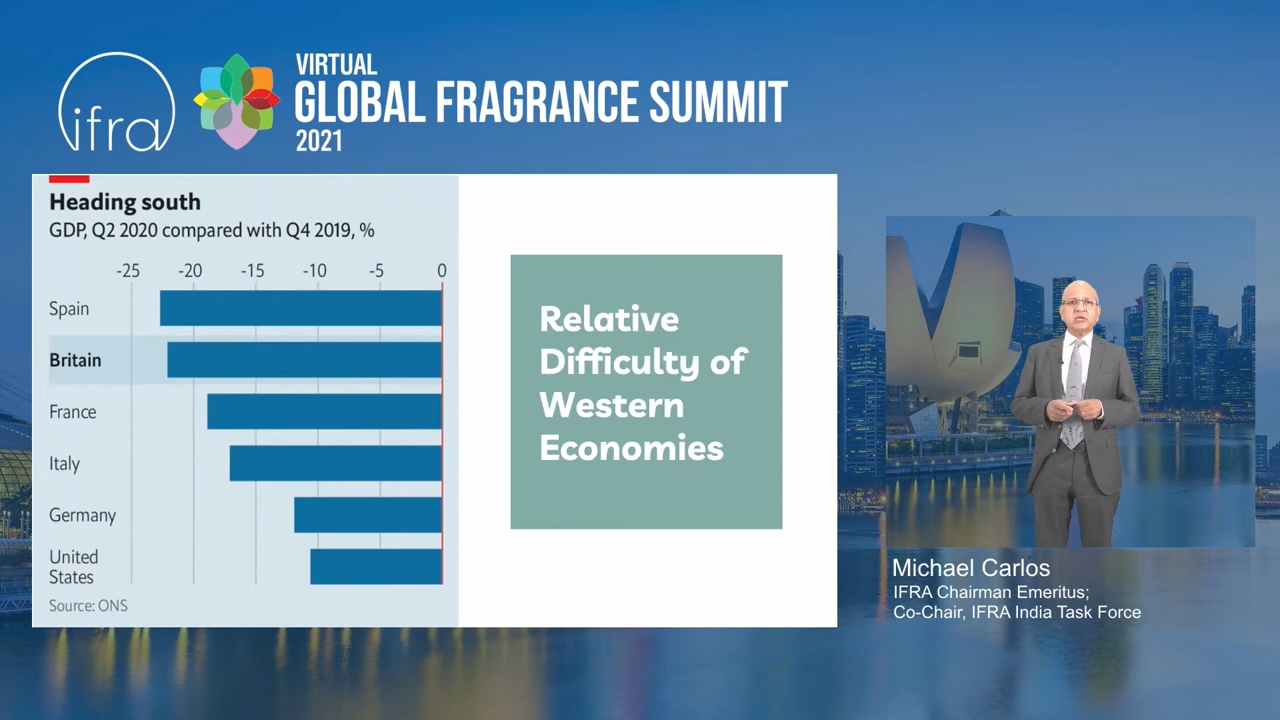 ifra
VIRTUAL
GLOBAL FRAGRANCE SUMMIT
2021
Heading south
GDP, Q2 2020 compared with Q4 2019, %
-25 -20 -15 -10 -5 0
Spain
Britain
France
Italy
Germany
United
States
Source: ONS
Relative
Difficulty of
Western
Economies
Michael Carlos
IFRA Chairman Emeritus;
Co-Chair, IFRA India Task Force